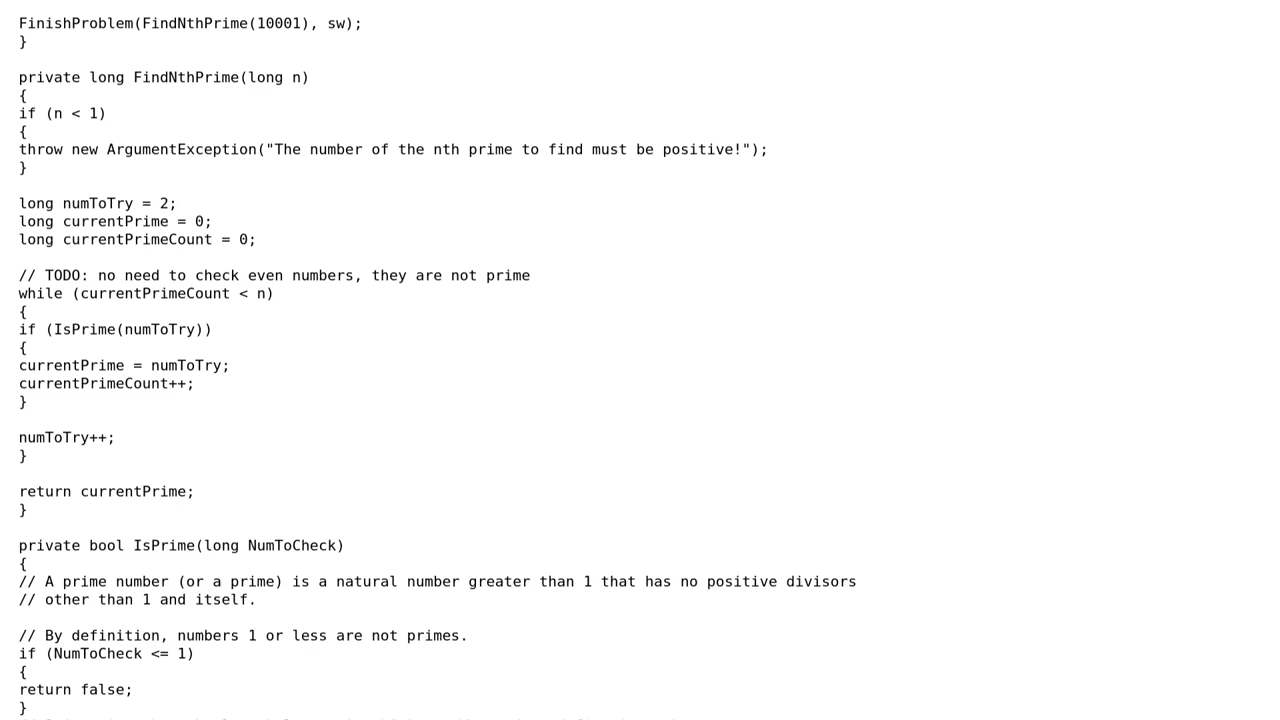 FinishProblem(FindNthPrime(10001), sw);
}
private long FindNthPrime(long n)
{
if (n < 1)
{
throw new ArgumentException("The number of the nth prime to find must be positive!");
}
long numToTry = 2;
long currentPrime = 0;
long currentPrimeCount = 0;
// TODO: no need to check even numbers, they are not prime
while (currentPrimeCount < n)
{
if (IsPrime(numToTry))
{
currentPrime = numToTry;
currentPrimeCount++;
}
numToTry++;
}
return currentPrime;
}
private bool IsPrime(long NumToCheck)
{
// A prime number (or a prime) is a natural number greater than 1 that has no positive divisors
// other than 1 and itself.
// By definition, numbers 1 or less are not primes.
if (NumToCheck <= 1)
{
return false;
}